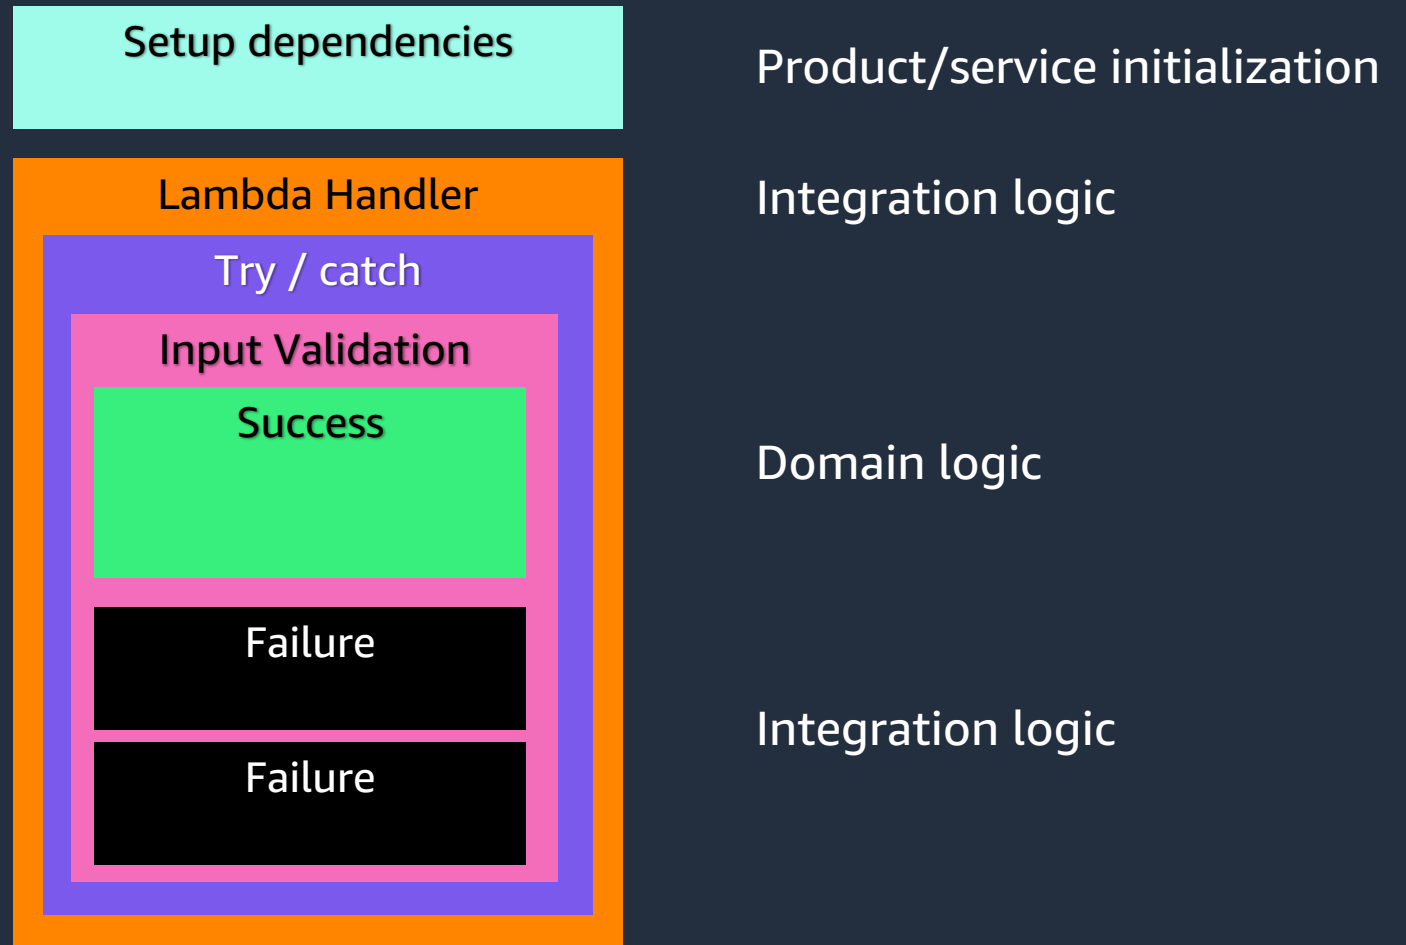 Setup dependencies
Product/service initialization
Lambda Handler
Integration logic
Try / catch
Input Validation
Success
Domain logic
Failure
Integration logic
Failure